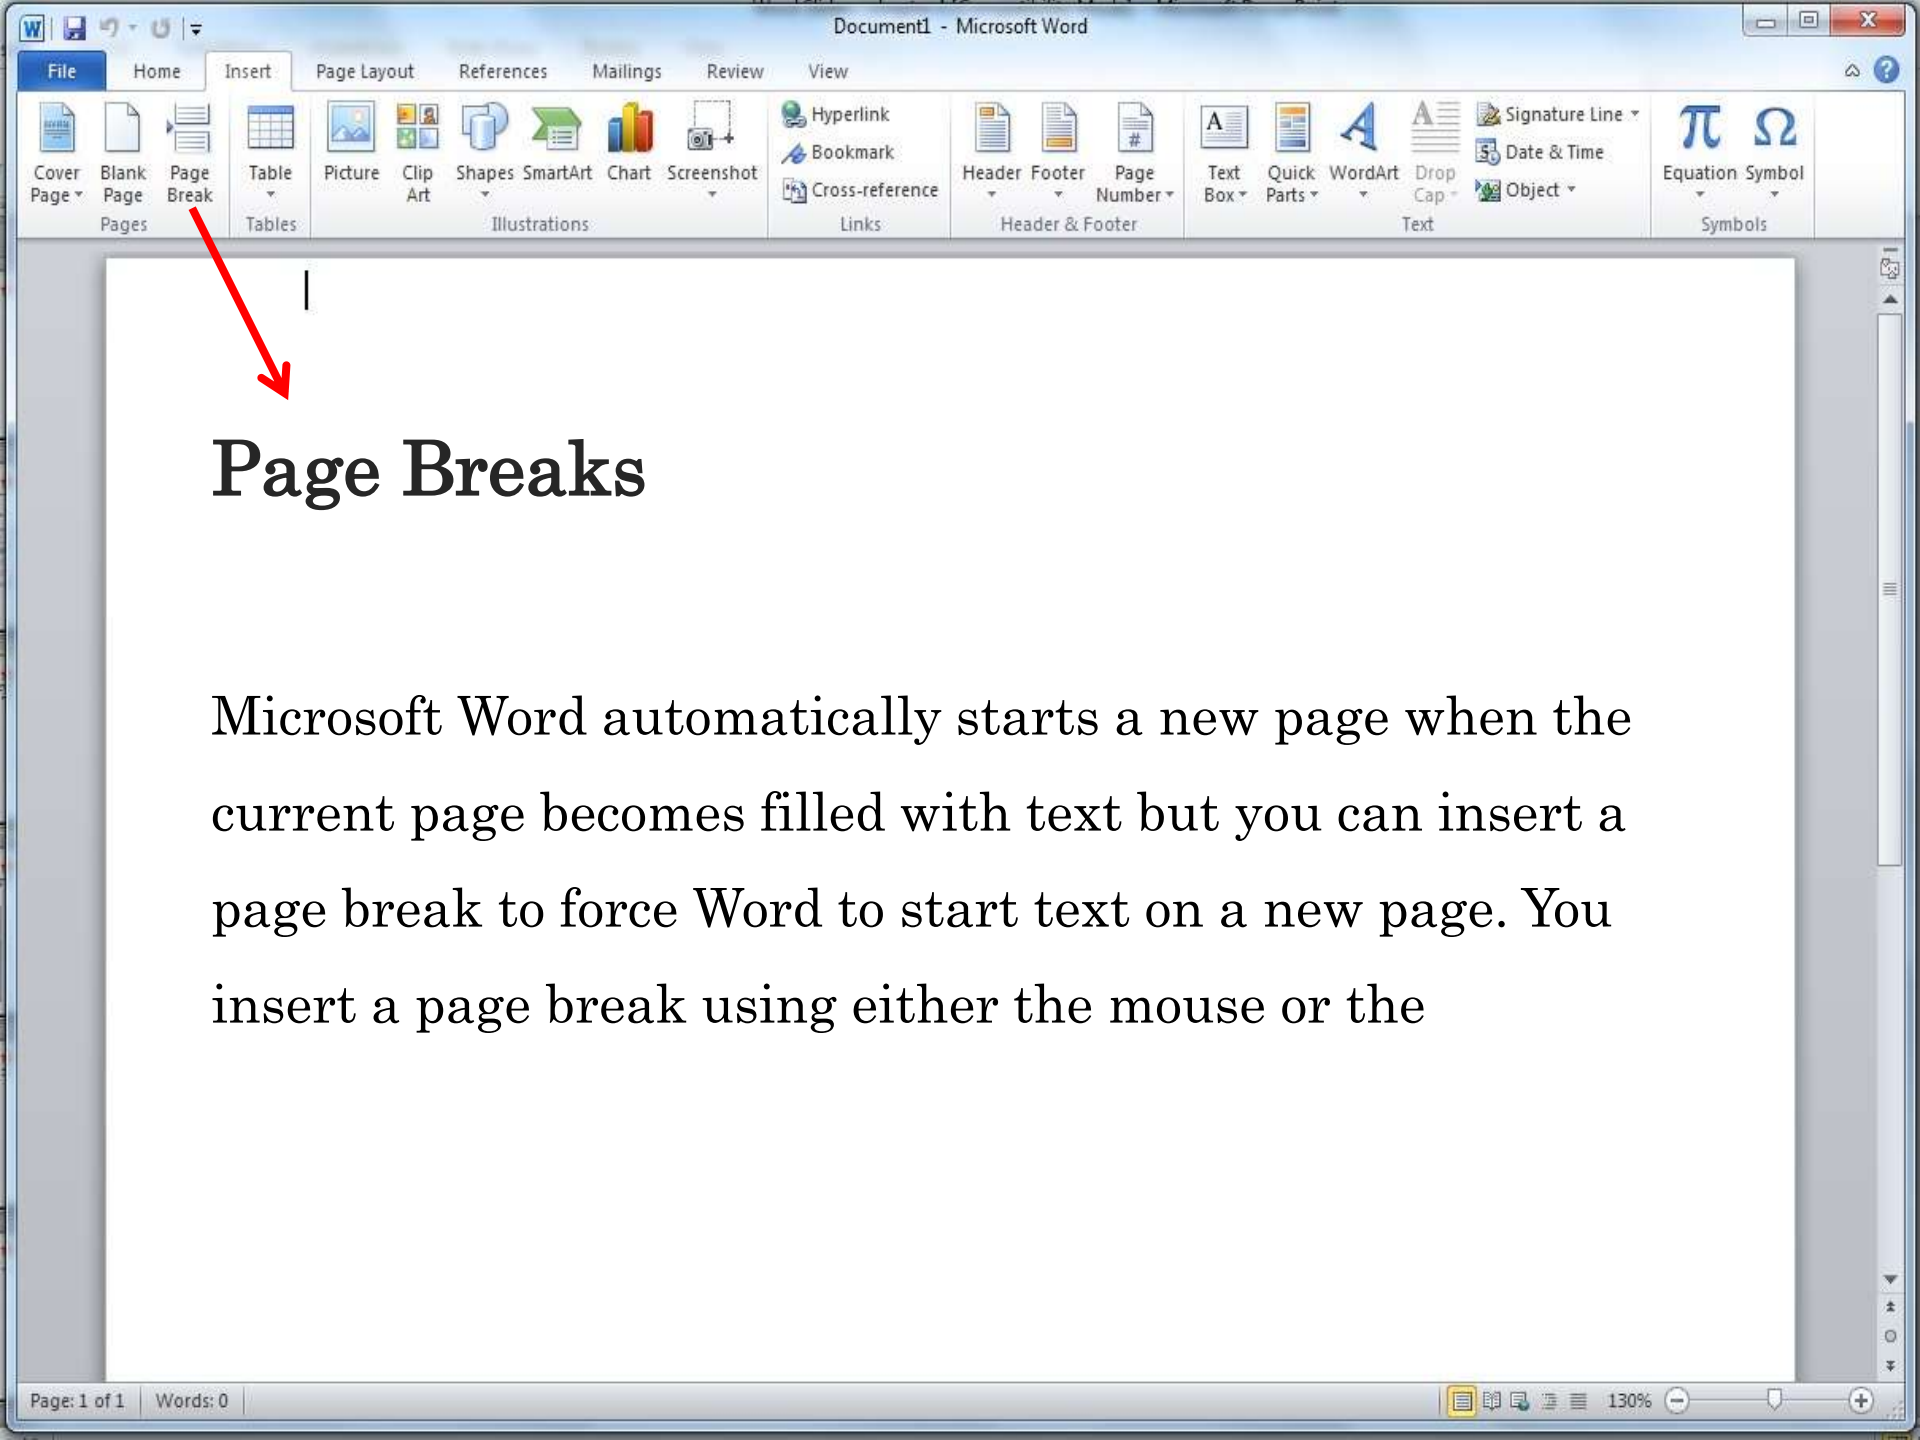 Document1 - Microsoft Word
File Home Insert Page Layout References Mailings Review View
Cover Page
Blank Page
Page Break
Pages
Table
Tables
Picture
Clip Art
Shapes
SmartArt
Chart
Screenshot
Illustrations
Hyperlink
Bookmark
Cross-reference
Links
Header
Footer
Page Number
Header & Footer
Text Box
Quick Parts
WordArt
Drop Cap
Signature Line
Date & Time
Object
Text
Equation
Symbol
Symbols
Page Breaks
Microsoft Word automatically starts a new page when the
current page becomes filled with text but you can insert a
page break to force Word to start text on a new page. You
insert a page break using either the mouse or the
Page: 1 of 1 Words: 0 130%